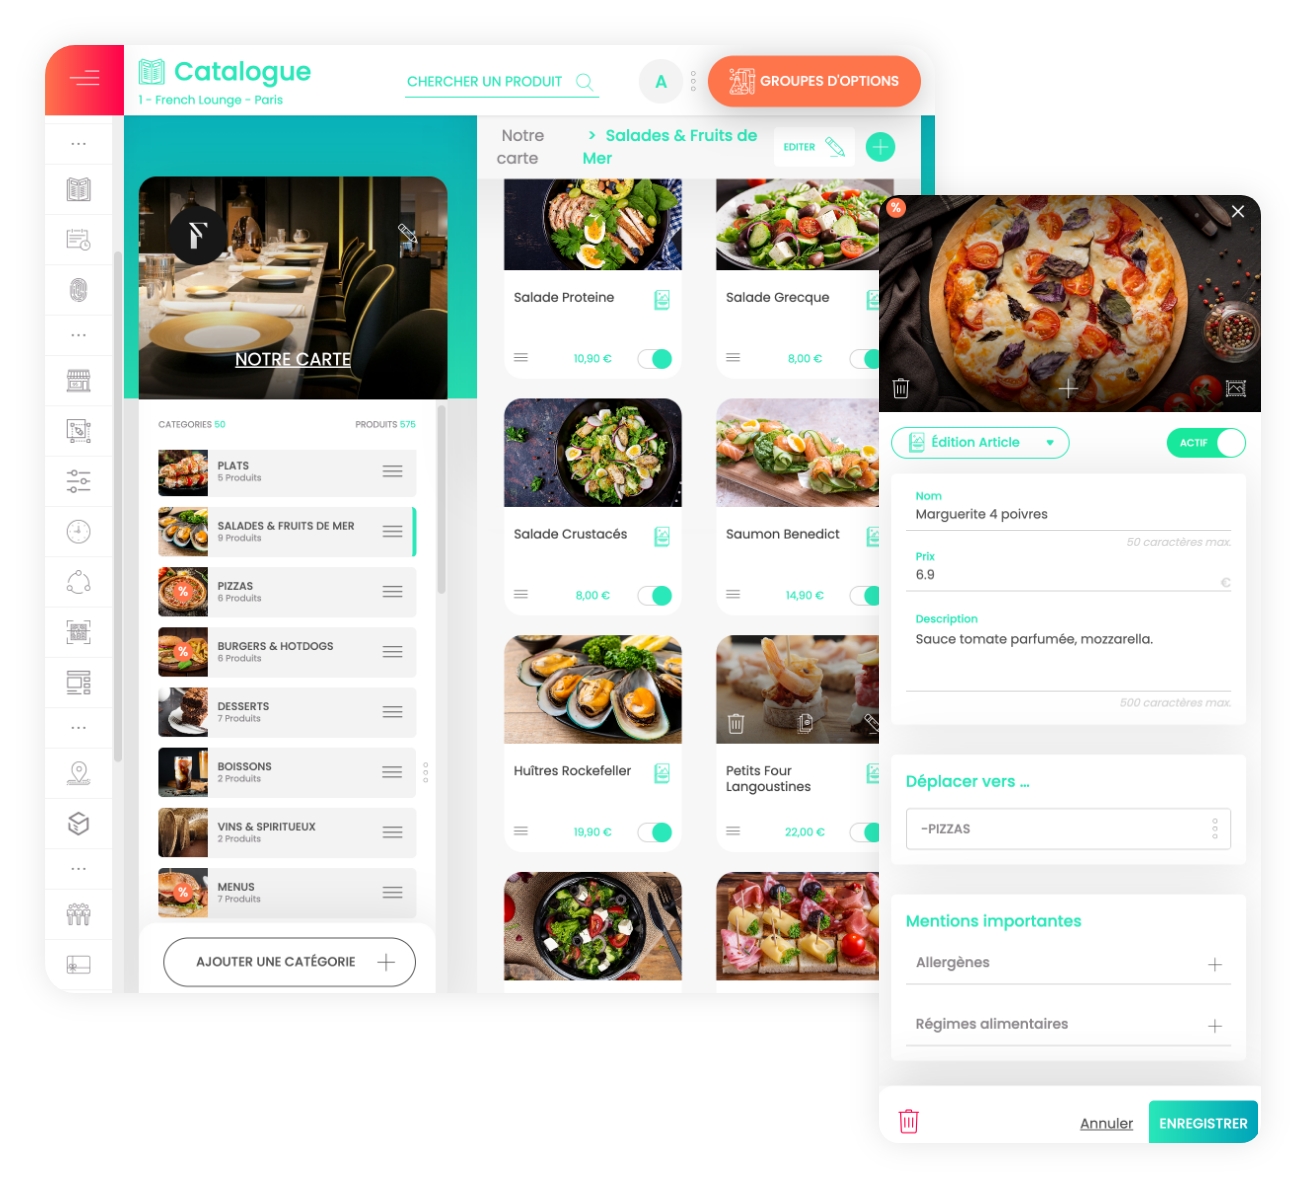 Catalogue
1 - French Lounge - Paris
CHERCHER UN PRODUIT
A
GROUPES D'OPTIONS
Notre carte
> Salades & Fruits de Mer
EDITER
F
NOTRE CARTE
CATEGORIES 50
PRODUITS 575
PLATS
5 Produits
SALADES & FRUITS DE MER
9 Produits
%
PIZZAS
6 Produits
%
BURGERS & HOTDOGS
6 Produits
DESSERTS
7 Produits
BOISSONS
2 Produits
VINS & SPIRITUEUX
2 Produits
%
MENUS
7 Produits
AJOUTER UNE CATÉGORIE
Salade Proteine
10,90 €
Salade Grecque
8,00 €
Salade Crustacés
8,00 €
Saumon Benedict
14,90 €
Huîtres Rockefeller
19,90 €
Petits Four
Langoustines
22,00 €
%
Édition Article
ACTIF
Nom
Marguerite 4 poivres
50 caractères max.
Prix
6.9
€
Description
Sauce tomate parfumée, mozzarella.
500 caractères max.
Déplacer vers ...
-PIZZAS
Mentions importantes
Allergènes
Régimes alimentaires
Annuler
ENREGISTRER